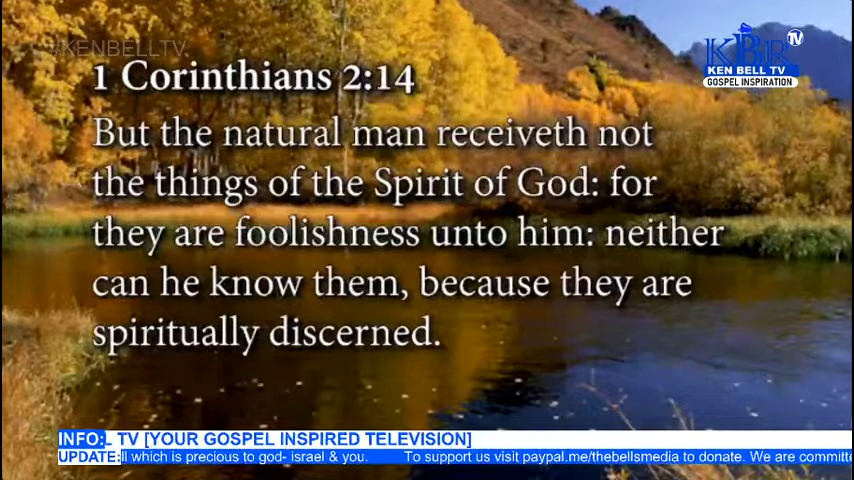 #KENBELLTV
KBR TV
KEN BELL TV
GOSPEL INSPIRATION
1 Corinthians 2:14
But the natural man receiveth not
the things of the Spirit of God: for
they are foolishness unto him: neither
can he know them, because they are
spiritually discerned.
INFO: L TV [YOUR GOSPEL INSPIRED TELEVISION]
UPDATE: ll which is precious to god- israel & you. To support us visit paypal.me/thebellsmedia to donate. We are committe